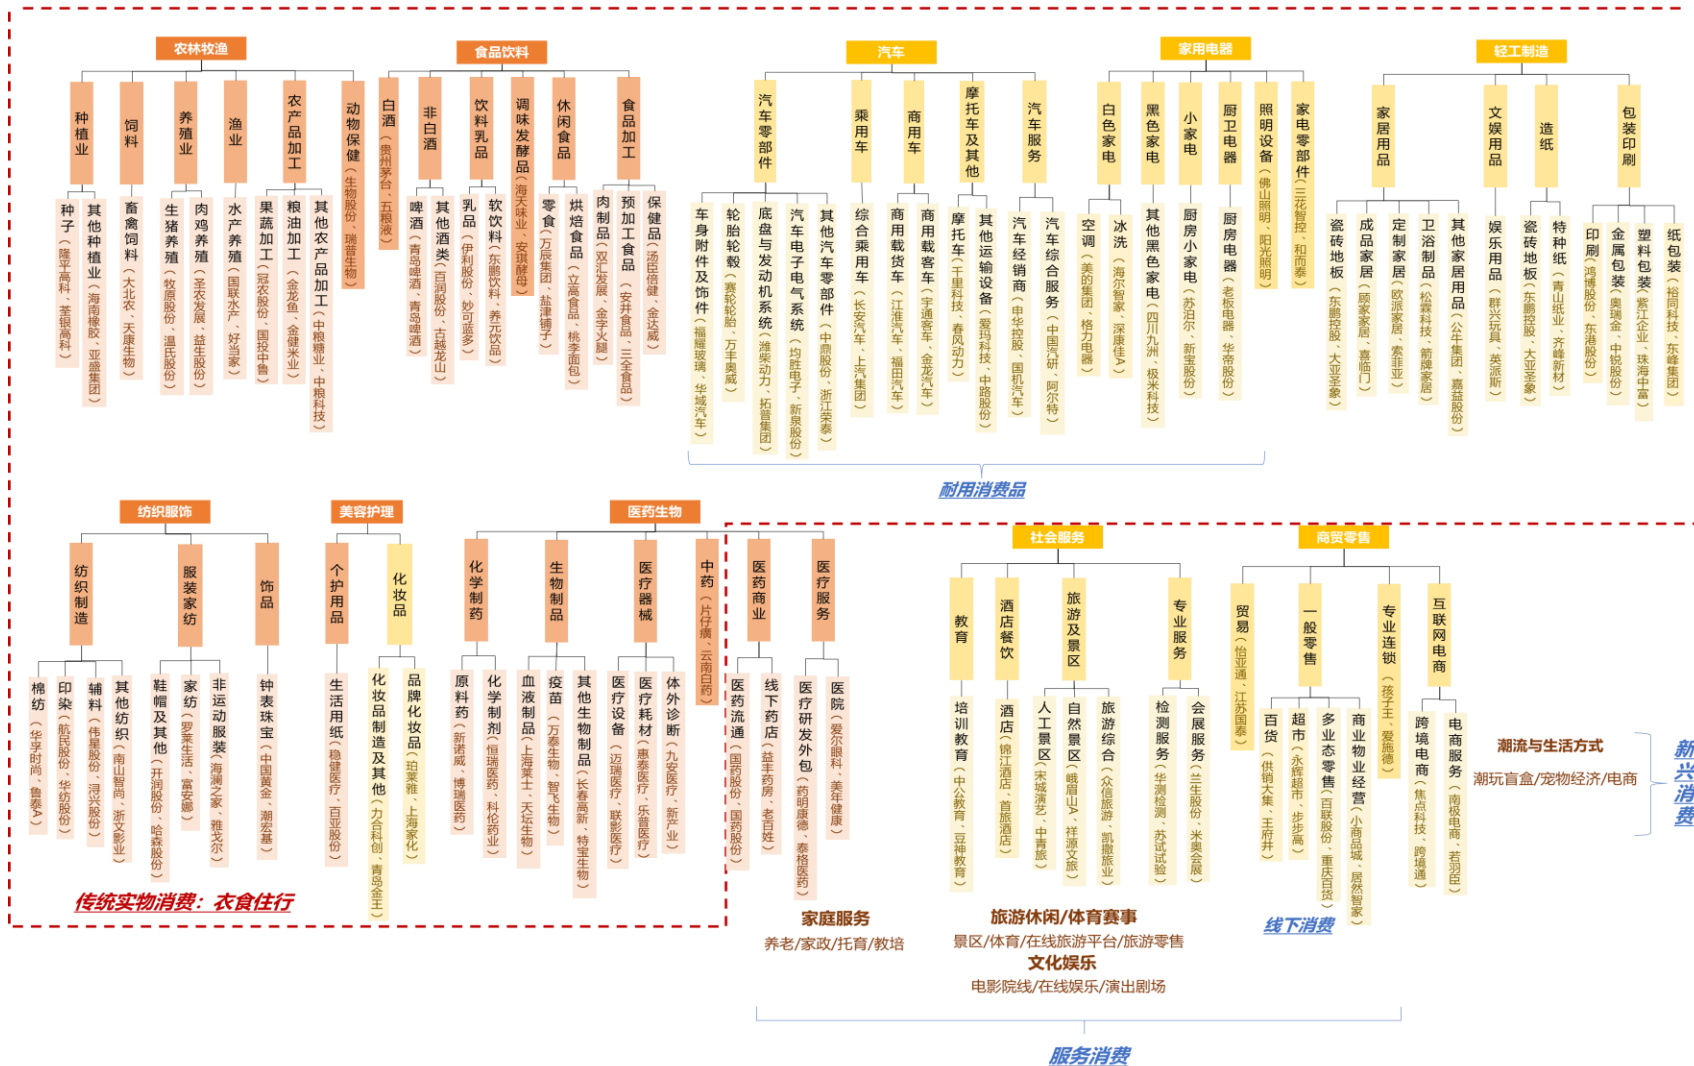 农林牧渔
种植业
种子（隆平高科、荃银高科）
其他种植业（海南橡胶、亚盛集团）
饲料
畜禽饲料（大北农、天康生物）
养殖业
生猪养殖（牧原股份、温氏股份）
肉鸡养殖（圣农发展、益生股份）
渔业
水产养殖（国联水产、好当家）
农产品加工
果蔬加工（冠农股份、国投中鲁）
粮油加工（金龙鱼、金健米业）
其他农产品加工（中粮糖业、中粮科技）
动物保健（生物股份、瑞普生物）
食品饮料
白酒（贵州茅台、五粮液）
非白酒
啤酒（青岛啤酒、青岛啤酒）
其他酒类（百润股份、古越龙山）
饮料乳品
乳品（伊利股份、妙可蓝多）
软饮料（东鹏饮料、养元饮品）
调味发酵品（海天味业、安琪酵母）
休闲食品
零食（万辰集团、盐津铺子）
烘焙食品（立高食品、桃李面包）
食品加工
肉制品（双汇发展、金字火腿）
预加工食品（安井食品、三全食品）
保健品（汤臣倍健、金达威）
汽车
汽车零部件
车身附件及饰件（福耀玻璃、华域汽车）
轮胎轮毂（赛轮轮胎、万丰奥威）
底盘与发动机系统（潍柴动力、拓普集团）
汽车电子电气系统（均胜电子、新泉股份）
其他汽车零部件（中鼎股份、浙江荣泰）
乘用车
综合乘用车（长安汽车、上汽集团）
商用车
商用载货车（江淮汽车、福田汽车）
商用载客车（宇通客车、金龙汽车）
摩托车及其他
摩托车（千里科技、春风动力）
其他运输设备（爱玛科技、中路股份）
汽车服务
汽车经销商（申华控股、国机汽车）
汽车综合服务（中国汽研、阿尔特）
家用电器
白色家电
空调（美的集团、格力电器）
冰洗（海尔智家、深康佳A）
黑色家电
其他黑色家电（四川九洲、极米科技）
小家电
厨房小家电（苏泊尔、新宝股份）
厨卫电器
厨房电器（老板电器、华帝股份）
照明设备（佛山照明、阳光照明）
家电零部件（三花智控、和而泰）
轻工制造
家居用品
瓷砖地板（东鹏控股、大亚圣象）
成品家居（顾家家居、喜临门）
定制家居（欧派家居、索菲亚）
卫浴制品（松霖科技、箭牌家居）
其他家居用品（公牛集团、嘉益股份）
文娱用品
娱乐用品（群兴玩具、英派斯）
造纸
瓷砖地板（东鹏控股、大亚圣象）
特种纸（青山纸业、齐峰新材）
包装印刷
印刷（鸿博股份、东港股份）
金属包装（奥瑞金、中锐股份）
塑料包装（紫江企业、珠海中富）
纸包装（裕同科技、东峰集团）
耐用消费品
纺织服饰
纺织制造
棉纺（华孚时尚、鲁泰A）
印染（航民股份、华纺股份）
辅料（伟星股份、浔兴股份）
其他纺织（南山智尚、浙文影业）
服装家纺
鞋帽及其他（开润股份、哈森股份）
家纺（罗莱生活、富安娜）
非运动服装（海澜之家、雅戈尔）
饰品
钟表珠宝（中国黄金、潮宏基）
美容护理
个护用品
生活用纸（稳健医疗、百亚股份）
化妆品
化妆品制造及其他（力合科创、青岛金王）
品牌化妆品（珀莱雅、上海家化）
医药生物
化学制药
原料药（新诺威、博瑞医药）
化学制剂（恒瑞医药、科伦药业）
生物制品
血液制品（上海莱士、天坛生物）
疫苗（万泰生物、智飞生物）
其他生物制品（长春高新、特宝生物）
医疗器械
医疗设备（迈瑞医疗、联影医疗）
医疗耗材（惠泰医疗、乐普医疗）
体外诊断（九安医疗、新产业）
中药（片仔癀、云南白药）
医药商业
医药流通（国药股份、国药股份）
线下药店（益丰药房、老百姓）
医疗服务
医疗研发外包（药明康德、泰格医药）
医院（爱尔眼科、美年健康）
社会服务
教育
培训教育（中公教育、豆神教育）
酒店餐饮
酒店（锦江酒店、首旅酒店）
旅游及景区
人工景区（宋城演艺、中青旅）
自然景区（峨眉山A、祥源文旅）
旅游综合（众信旅游、凯撒旅业）
专业服务
检测服务（华测检测、苏试试验）
会展服务（兰生股份、米奥会展）
商贸零售
贸易（怡亚通、江苏国泰）
一般零售
百货（供销大集、王府井）
超市（永辉超市、步步高）
多业态零售（百联股份、重庆百货）
商业物业经营（小商品城、居然智家）
专业连锁（孩子王、爱施德）
互联网电商
跨境电商（焦点科技、跨境通）
电商服务（南极电商、若羽臣）
潮流与生活方式
潮玩盲盒/宠物经济/电商
新兴消费
传统实物消费：衣食住行
家庭服务
养老/家政/托育/教培
旅游休闲/体育赛事
景区/体育/在线旅游平台/旅游零售
文化娱乐
电影院线/在线娱乐/演出剧场
线下消费
服务消费